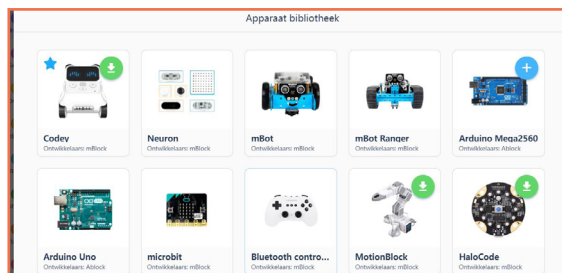 Apparaat bibliotheek
Codey
Ontwikkelaars: mBlock
Neuron
Ontwikkelaars: mBlock
mBot
Ontwikkelaars: mBlock
mBot Ranger
Ontwikkelaars: mBlock
Arduino Mega2560
Ontwikkelaars: Ablock
Arduino Uno
Ontwikkelaars: Ablock
microbit
Ontwikkelaars: mBlock
Bluetooth contro...
Ontwikkelaars: mBlock
MotionBlock
Ontwikkelaars: mBlock
HaloCode
Ontwikkelaars: mBlock